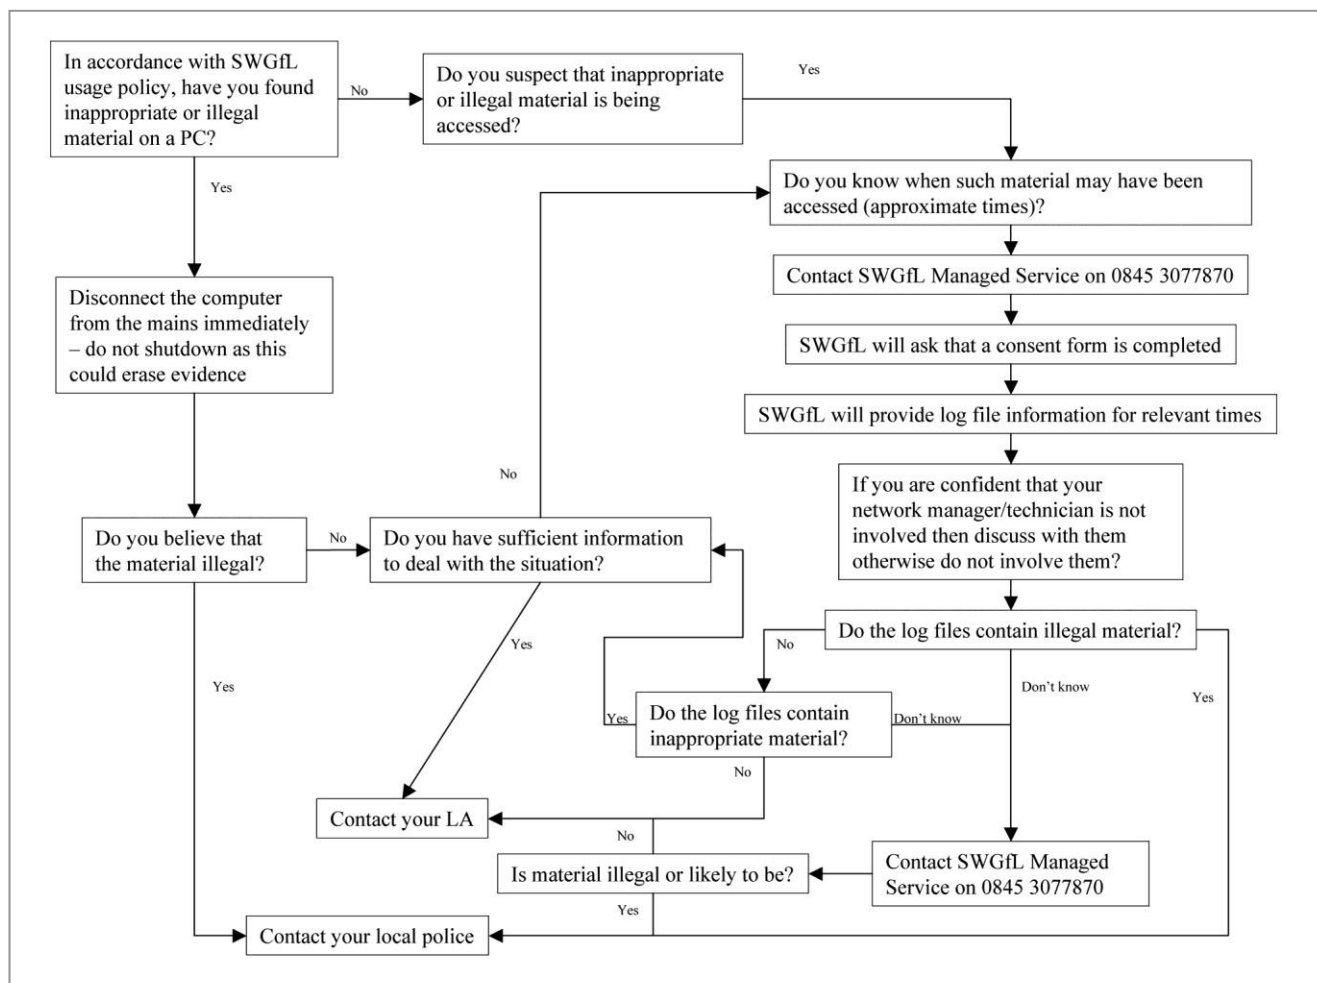 In accordance with SWGfL
usage policy, have you found
inappropriate or illegal
material on a PC?
No
Do you suspect that inappropriate
or illegal material is being
accessed?
Yes
Yes
Do you know when such material may have been
accessed (approximate times)?
Contact SWGfL Managed Service on 0845 3077870
Disconnect the computer
from the mains immediately
– do not shutdown as this
could erase evidence
SWGfL will ask that a consent form is completed
SWGfL will provide log file information for relevant times
No
If you are confident that your
network manager/technician is not
involved then discuss with them
otherwise do not involve them?
Do you believe that
the material illegal?
No
Do you have sufficient information
to deal with the situation?
Do the log files contain illegal material?
Yes
No
Yes
Don't know
Yes
Do the log files contain
inappropriate material?
Yes
Don't know
No
Contact your LA
No
Is material illegal or likely to be?
Contact SWGfL Managed
Service on 0845 3077870
Yes
Contact your local police